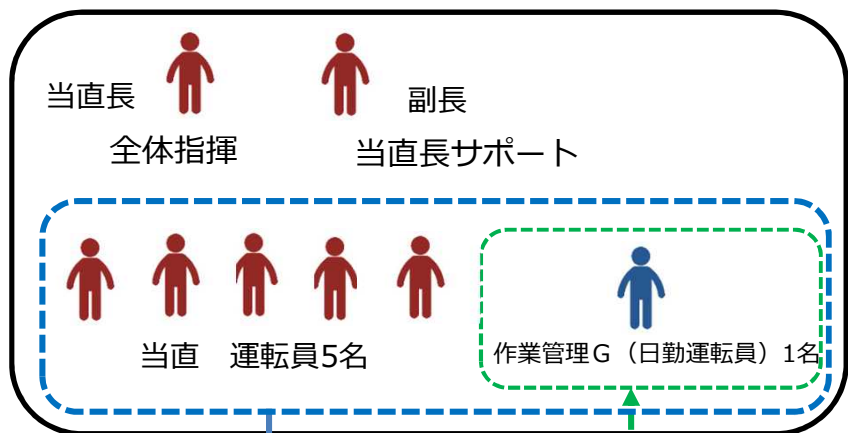 当直長
副長
全体指揮
当直長サポート
当直 運転員5名
作業管理G（日勤運転員）1名